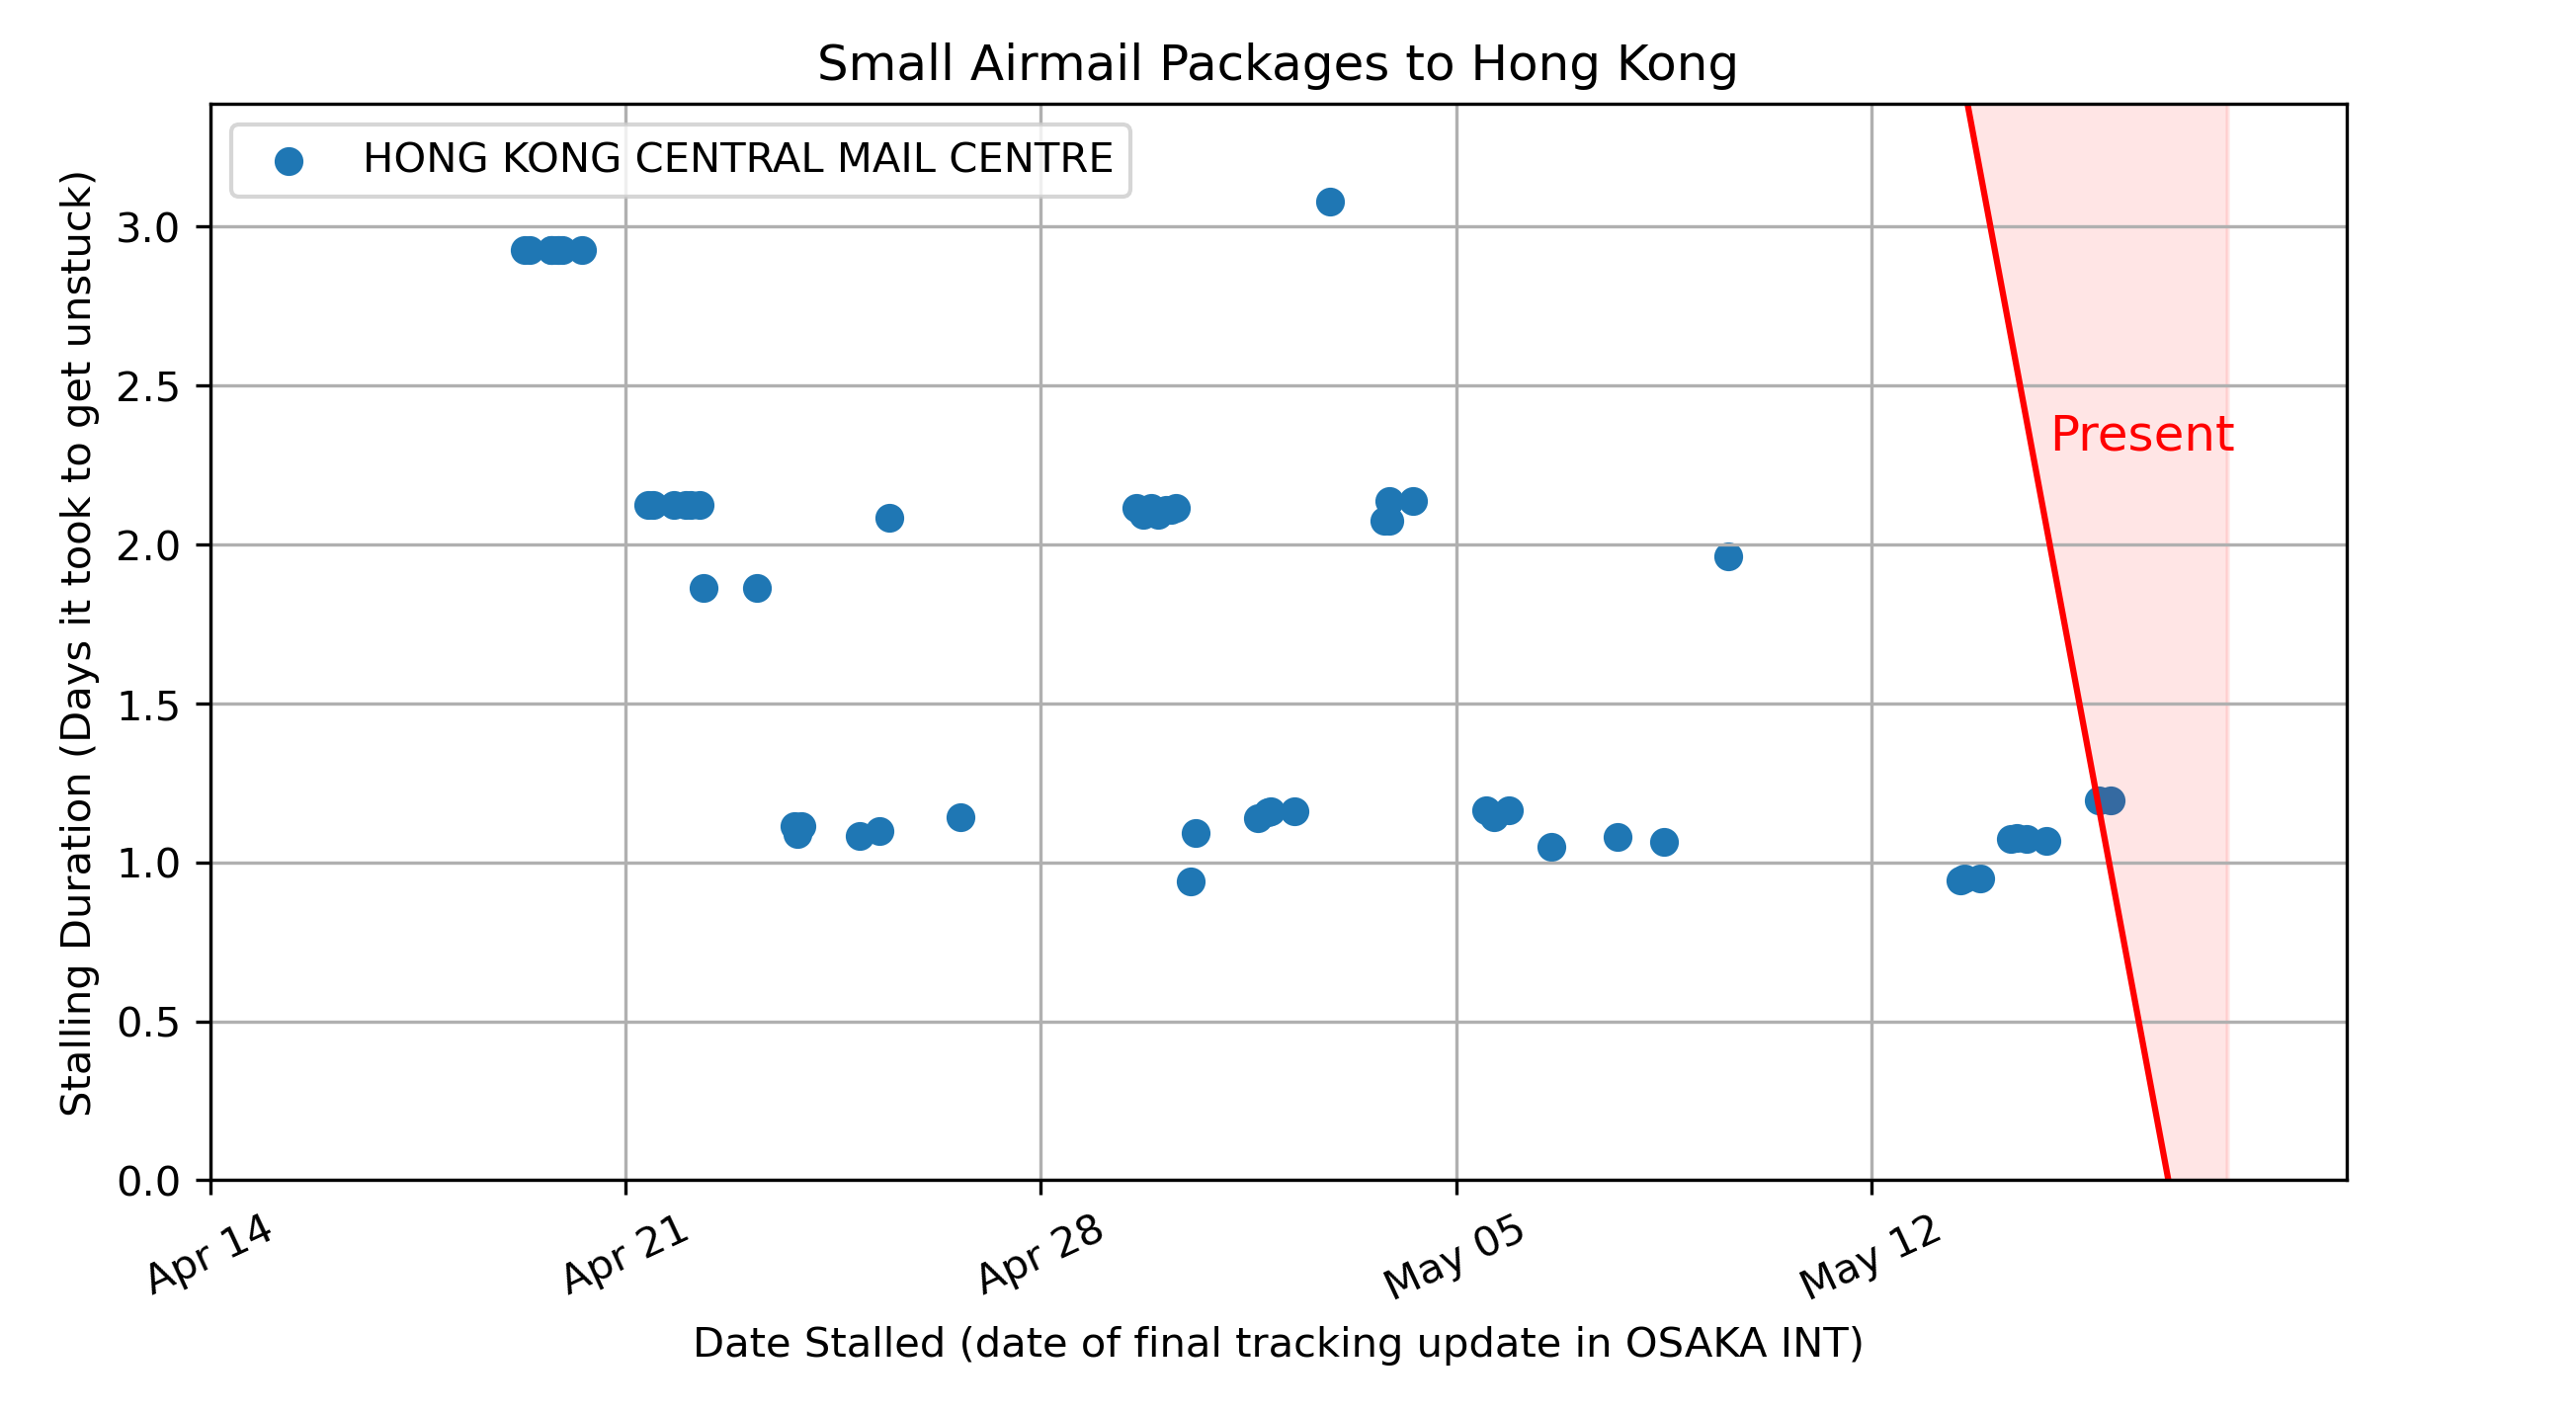 Small Airmail Packages to Hong Kong
HONG KONG CENTRAL MAIL CENTRE
Stalling Duration (Days it took to get unstuck)
3.0
2.5
2.0
1.5
1.0
0.5
0.0
Present
Apr 14
Apr 21
Apr 28
May 05
May 12
Date Stalled (date of final tracking update in OSAKA INT)